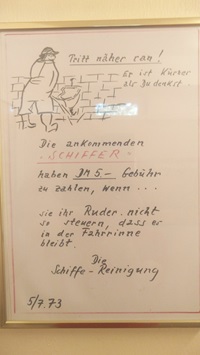 Tritt näher ran!
Er ist kürzer
als Du denkst.
Die ankommenden
SCHIFFER
haben DM 5.- Gebühr
zu zahlen, wenn ...
sie ihr Ruder nicht
so steuern, dass er
in der Fahrrinne
bleibt.
Die
Schiffe-Reinigung
5/7.73